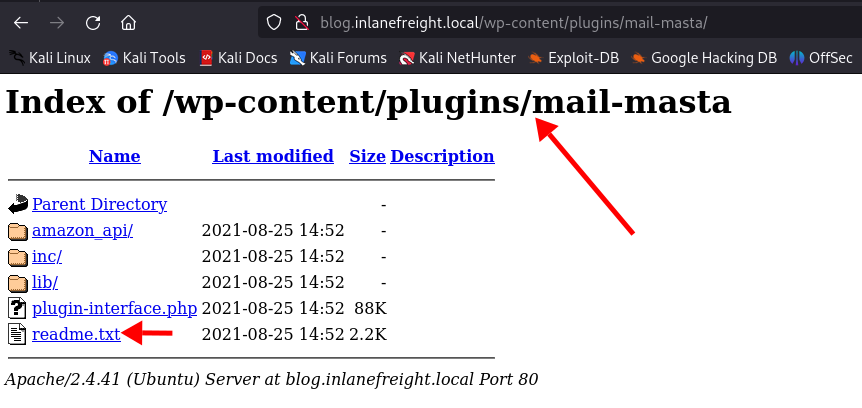 blog.inlanefreight.local/wp-content/plugins/mail-masta/
Kali Linux Kali Tools Kali Docs Kali Forums Kali NetHunter Exploit-DB Google Hacking DB OffSec
Index of /wp-content/plugins/mail-masta
Name Last modified Size Description
Parent Directory -
amazon_api/ 2021-08-25 14:52 -
inc/ 2021-08-25 14:52 -
lib/ 2021-08-25 14:52 -
plugin-interface.php 2021-08-25 14:52 88K
readme.txt 2021-08-25 14:52 2.2K
Apache/2.4.41 (Ubuntu) Server at blog.inlanefreight.local Port 80